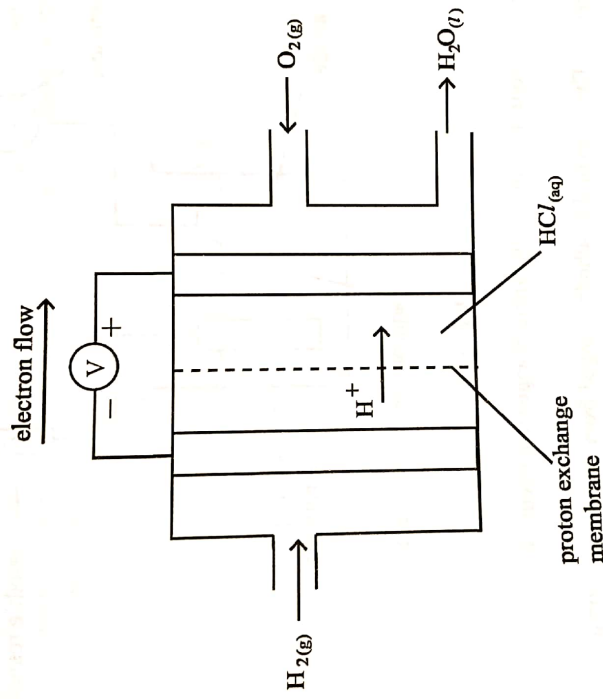 electron flow
−
V
+
H₂(g)
O₂(g)
H⁺
H₂O(l)
HCl(aq)
proton exchange
membrane